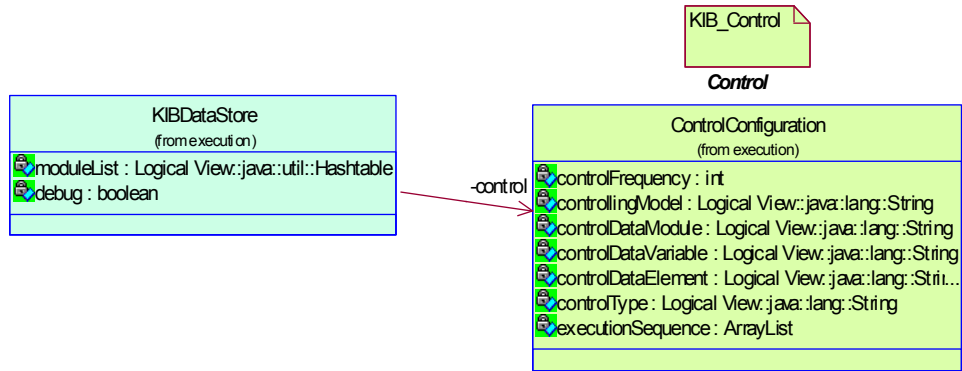 KIB_Control
Control
KIBDataStore
(from execution)
moduleList : Logical View::java::util::Hashtable
debug : boolean
-control
ControlConfiguration
(from execution)
controlFrequency : int
controllingModel : Logical View::java::lang::String
controlDataModule : Logical View::java::lang::String
controlDataVariable : Logical View::java::lang::String
controlDataElement : Logical View::java::lang::Strin...
controlType : Logical View::java::lang::String
executionSequence : ArrayList